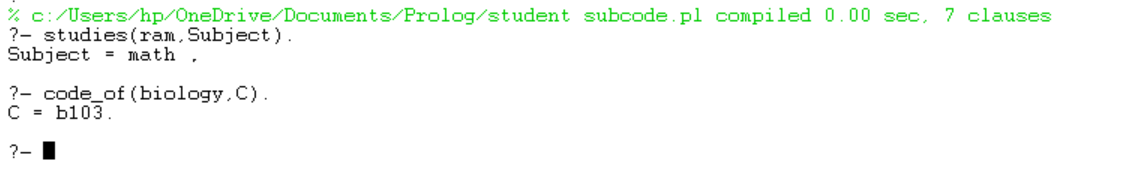 % c:/Users/hp/OneDrive/Documents/Prolog/student subcode.pl compiled 0.00 sec, 7 clauses
?- studies(ram,Subject).
Subject = math ,
?- code_of(biology,C).
C = b103.
?-